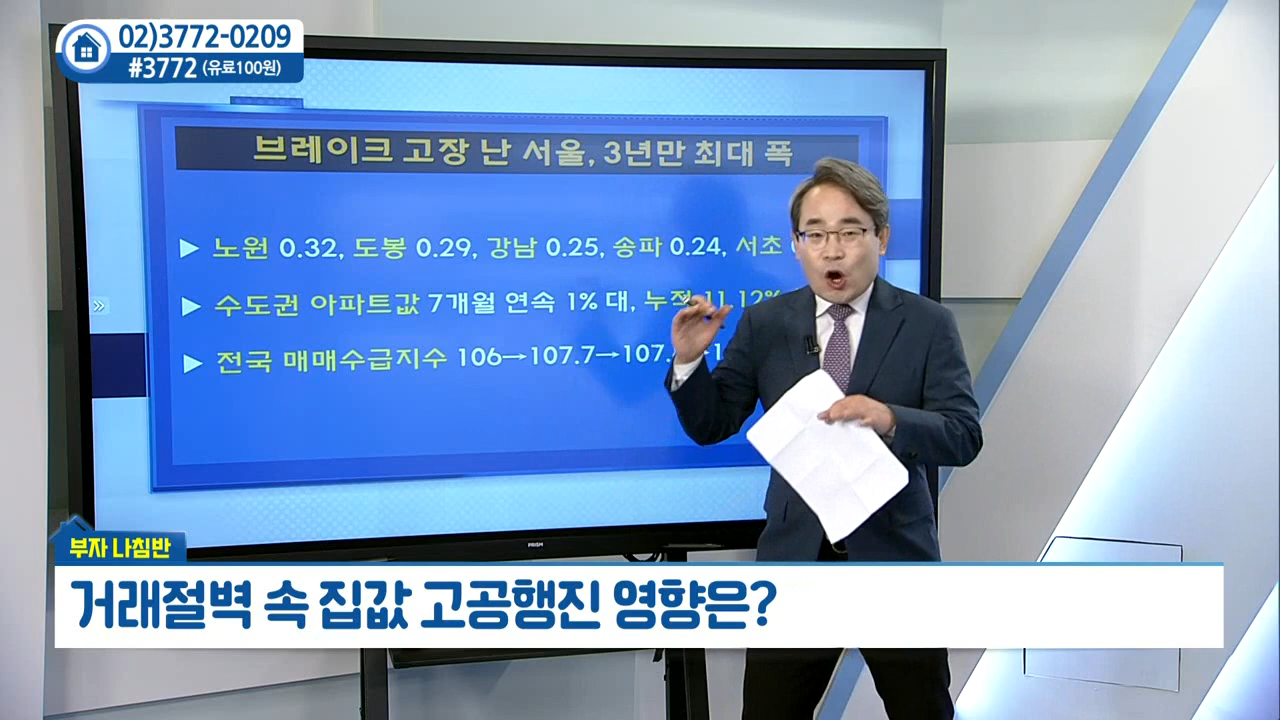 02)3772-0209
#3772 (유료100원)
브레이크 고장 난 서울, 3년만 최대 폭
▶ 노원 0.32, 도봉 0.29, 강남 0.25, 송파 0.24, 서초
▶ 수도권 아파트값 7개월 연속 1% 대, 누적 11.12%
▶ 전국 매매수급지수 106→107.7→107.
PRISM
부자 나침반
거래절벽 속 집값 고공행진 영향은?